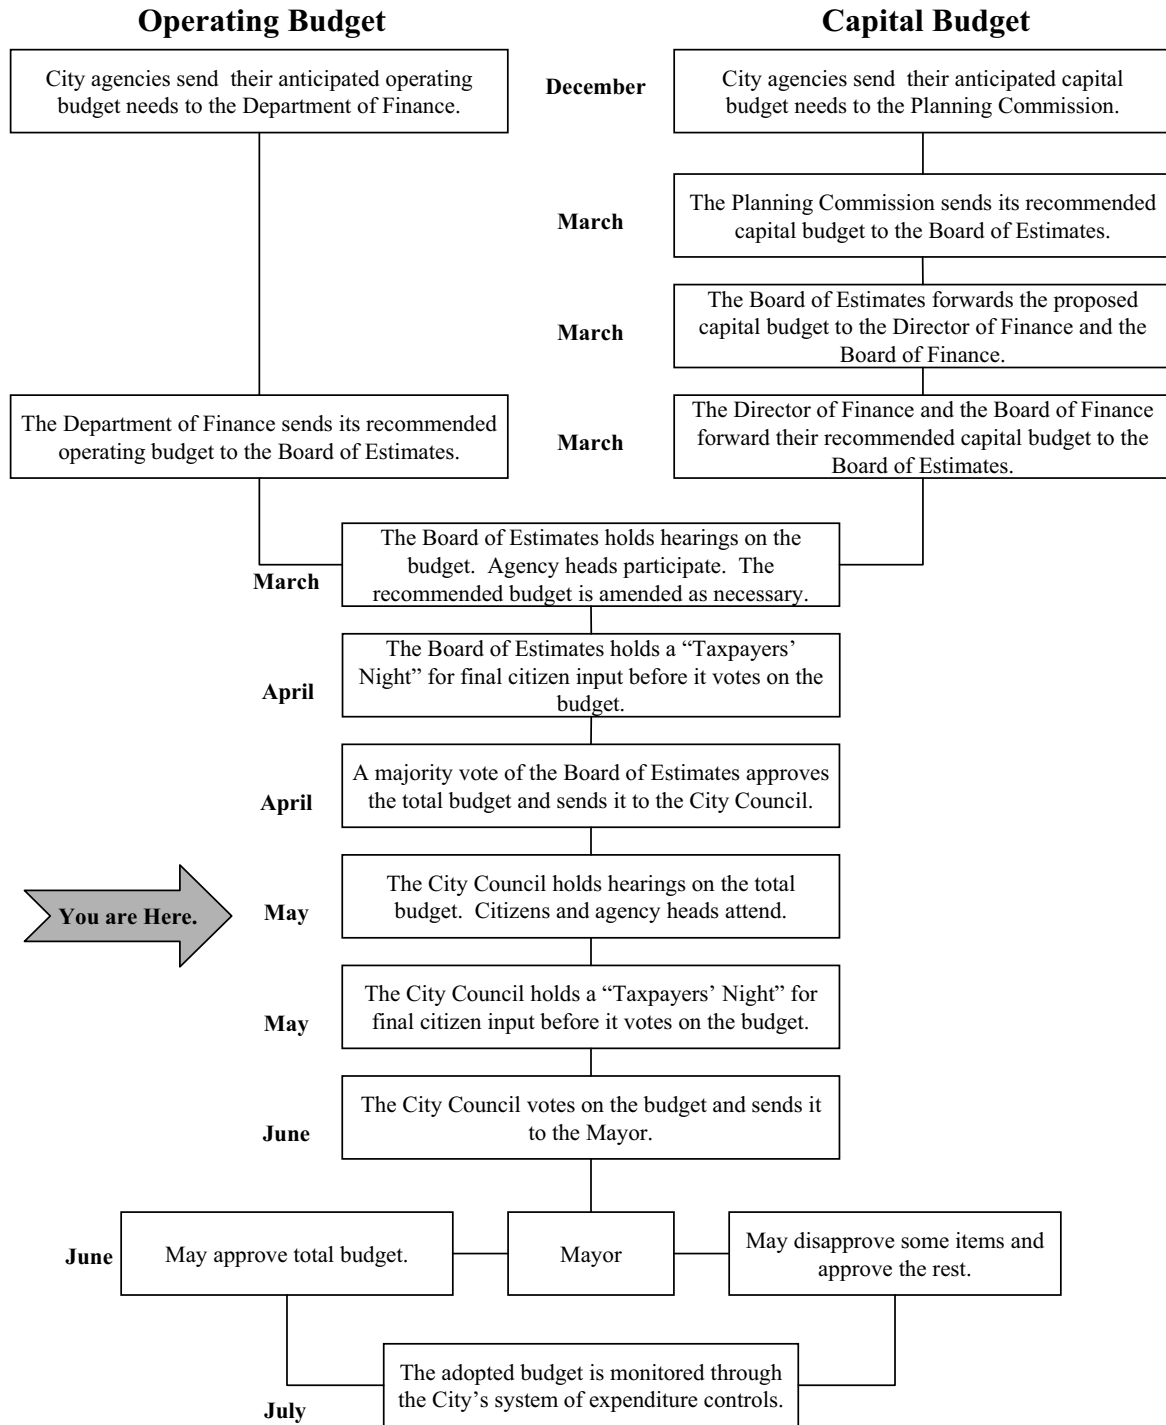 Operating Budget
Capital Budget
City agencies send their anticipated operating
budget needs to the Department of Finance.
December
City agencies send their anticipated capital
budget needs to the Planning Commission.
March
The Planning Commission sends its recommended
capital budget to the Board of Estimates.
March
The Board of Estimates forwards the proposed
capital budget to the Director of Finance and the
Board of Finance.
The Department of Finance sends its recommended
operating budget to the Board of Estimates.
March
The Director of Finance and the Board of Finance
forward their recommended capital budget to the
Board of Estimates.
March
The Board of Estimates holds hearings on the
budget. Agency heads participate. The
recommended budget is amended as necessary.
April
The Board of Estimates holds a “Taxpayers’
Night” for final citizen input before it votes on the
budget.
April
A majority vote of the Board of Estimates approves
the total budget and sends it to the City Council.
You are Here.
May
The City Council holds hearings on the total
budget. Citizens and agency heads attend.
May
The City Council holds a “Taxpayers’ Night” for
final citizen input before it votes on the budget.
June
The City Council votes on the budget and sends it
to the Mayor.
June
May approve total budget.
Mayor
May disapprove some items and
approve the rest.
July
The adopted budget is monitored through
the City’s system of expenditure controls.